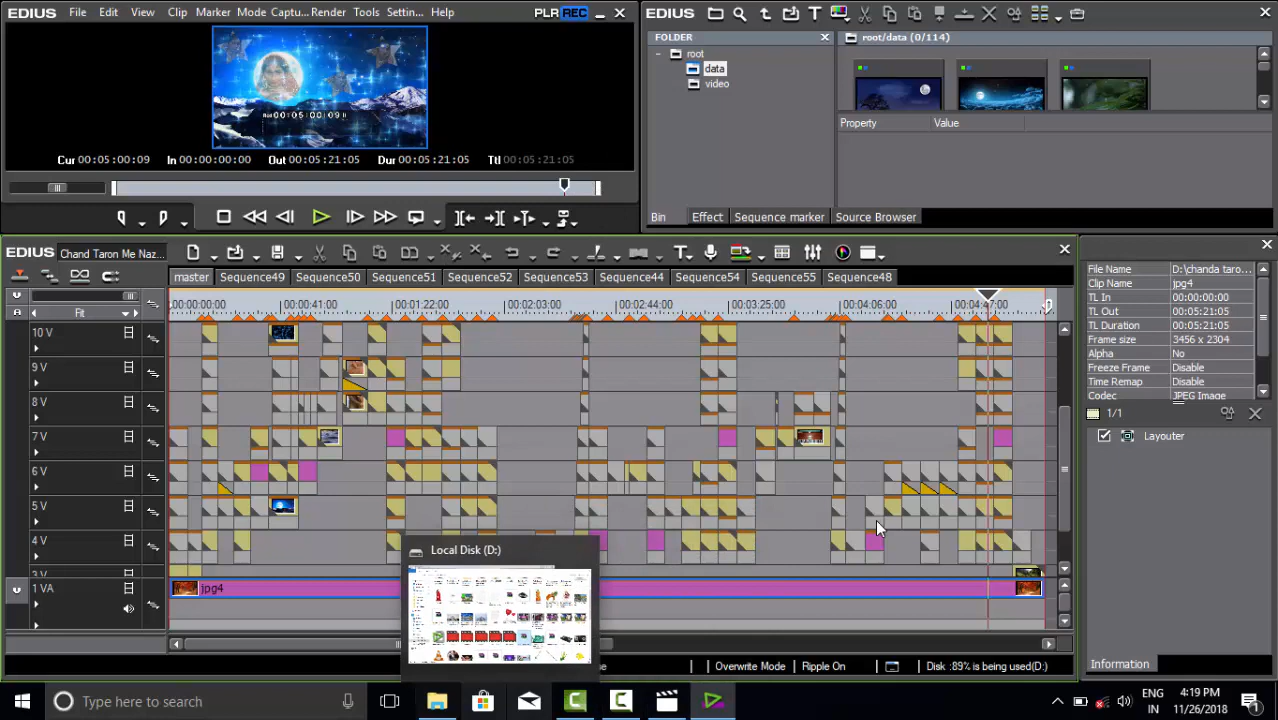 File Edit View Clip Marker Mode Captu... Render Tools Settin... Help PLR REC
Rud 00:05:00:09
Cur 00:05:00:09 In 00:00:00:00 Out 00:05:21:05 Dur 00:05:21:05 Ttl 00:05:21:05
EDIUS
FOLDER
root
data
video
root/data (0/114)
Property Value
Bin Effect Sequence marker Source Browser
EDIUS Chand Taron Me Naz...
master Sequence49 Sequence50 Sequence51 Sequence52 Sequence53 Sequence44 Sequence54 Sequence55 Sequence48
Fit
00:00:00:00 00:00:41:00 00:01:22:00 00:02:03:00 00:02:44:00 00:03:25:00 00:04:06:00 00:04:47:00
10 V
9 V
8 V
7 V
6 V
5 V
4 V
3 V
1 VA jpg4
Local Disk (D:)
Overwrite Mode Ripple On Disk :89% is being used(D:)
File Name D:\chanda taro...
Clip Name jpg4
TL In 00:00:00:00
TL Out 00:05:21:05
TL Duration 00:05:21:05
Frame size 3456 x 2304
Alpha No
Freeze Frame Disable
Time Remap Disable
Codec JPEG Image
1/1
Layouter
Information
Type here to search
ENG
IN
4:19 PM
11/26/2018
1